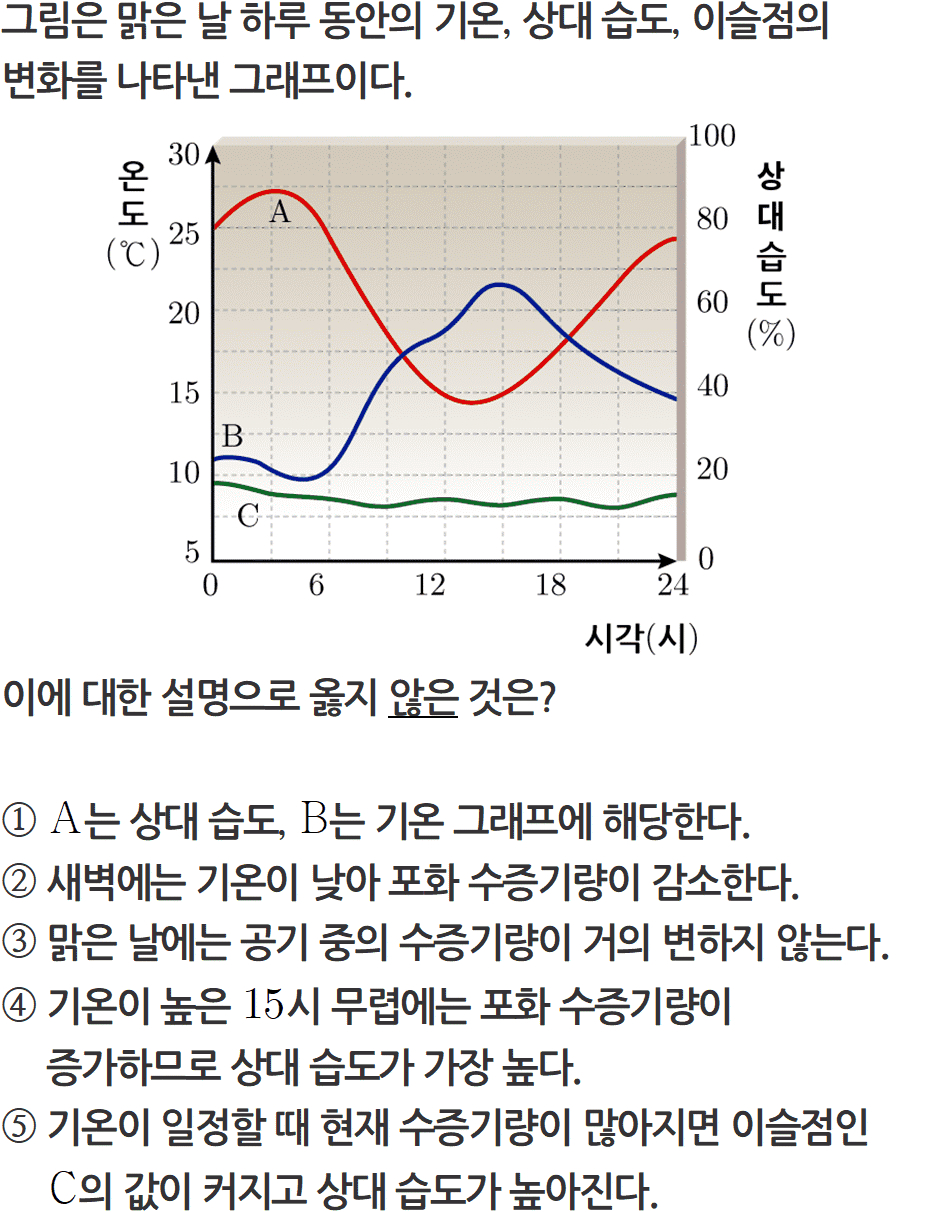 그림은 맑은 날 하루 동안의 기온, 상대 습도, 이슬점의
변화를 나타낸 그래프이다.
온도 (℃)
30
25
20
15
10
5
A
B
C
100
80
60
40
20
0
상대습도 (%)
0 6 12 18 24
시각(시)
이에 대한 설명으로 옳지 않은 것은?
① A는 상대 습도, B는 기온 그래프에 해당한다.
② 새벽에는 기온이 낮아 포화 수증기량이 감소한다.
③ 맑은 날에는 공기 중의 수증기량이 거의 변하지 않는다.
④ 기온이 높은 15시 무렵에는 포화 수증기량이
증가하므로 상대 습도가 가장 높다.
⑤ 기온이 일정할 때 현재 수증기량이 많아지면 이슬점인
C의 값이 커지고 상대 습도가 높아진다.